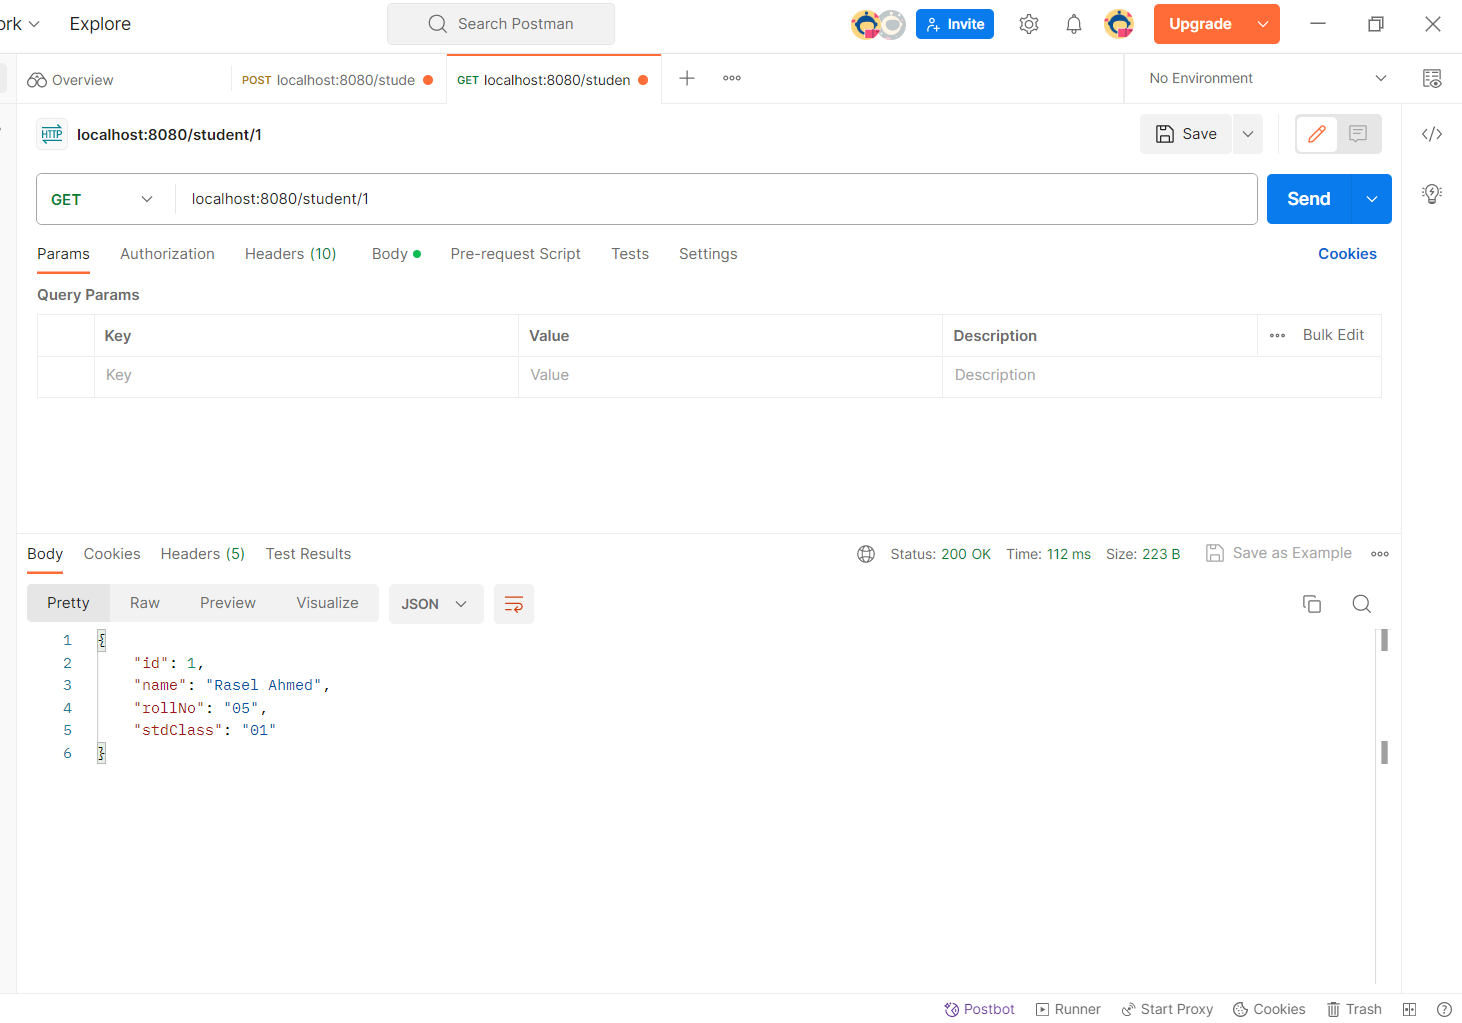 ork Explore Search Postman Invite Upgrade
Overview POST localhost:8080/stude GET localhost:8080/studen No Environment
HTTP localhost:8080/student/1 Save
GET localhost:8080/student/1 Send
Params Authorization Headers (10) Body Pre-request Script Tests Settings Cookies
Query Params
Key Value Description Bulk Edit
Key Value Description
Body Cookies Headers (5) Test Results Status: 200 OK Time: 112 ms Size: 223 B Save as Example
Pretty Raw Preview Visualize JSON
1 {
2 "id": 1,
3 "name": "Rasel Ahmed",
4 "rollNo": "05",
5 "stdClass": "01"
6 }
Postbot Runner Start Proxy Cookies Trash